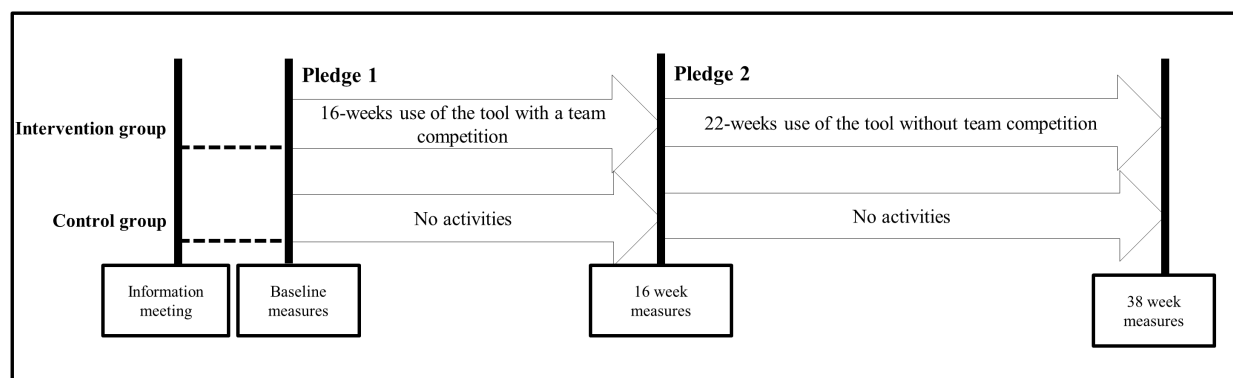 Pledge 1
Pledge 2
Intervention group
16-weeks use of the tool with a team
competition
22-weeks use of the tool without team competition
Control group
No activities
No activities
Information
meeting
Baseline
measures
16 week
measures
38 week
measures